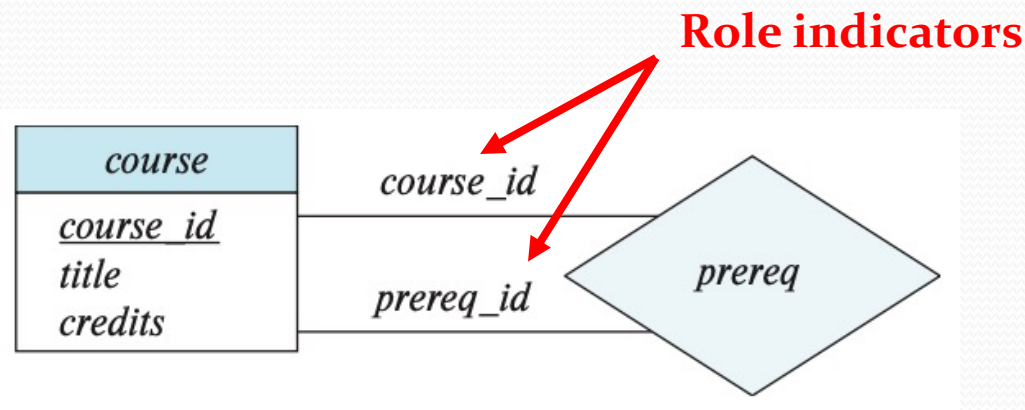 Role indicators
course
course_id
title
credits
course_id
prereq_id
prereq